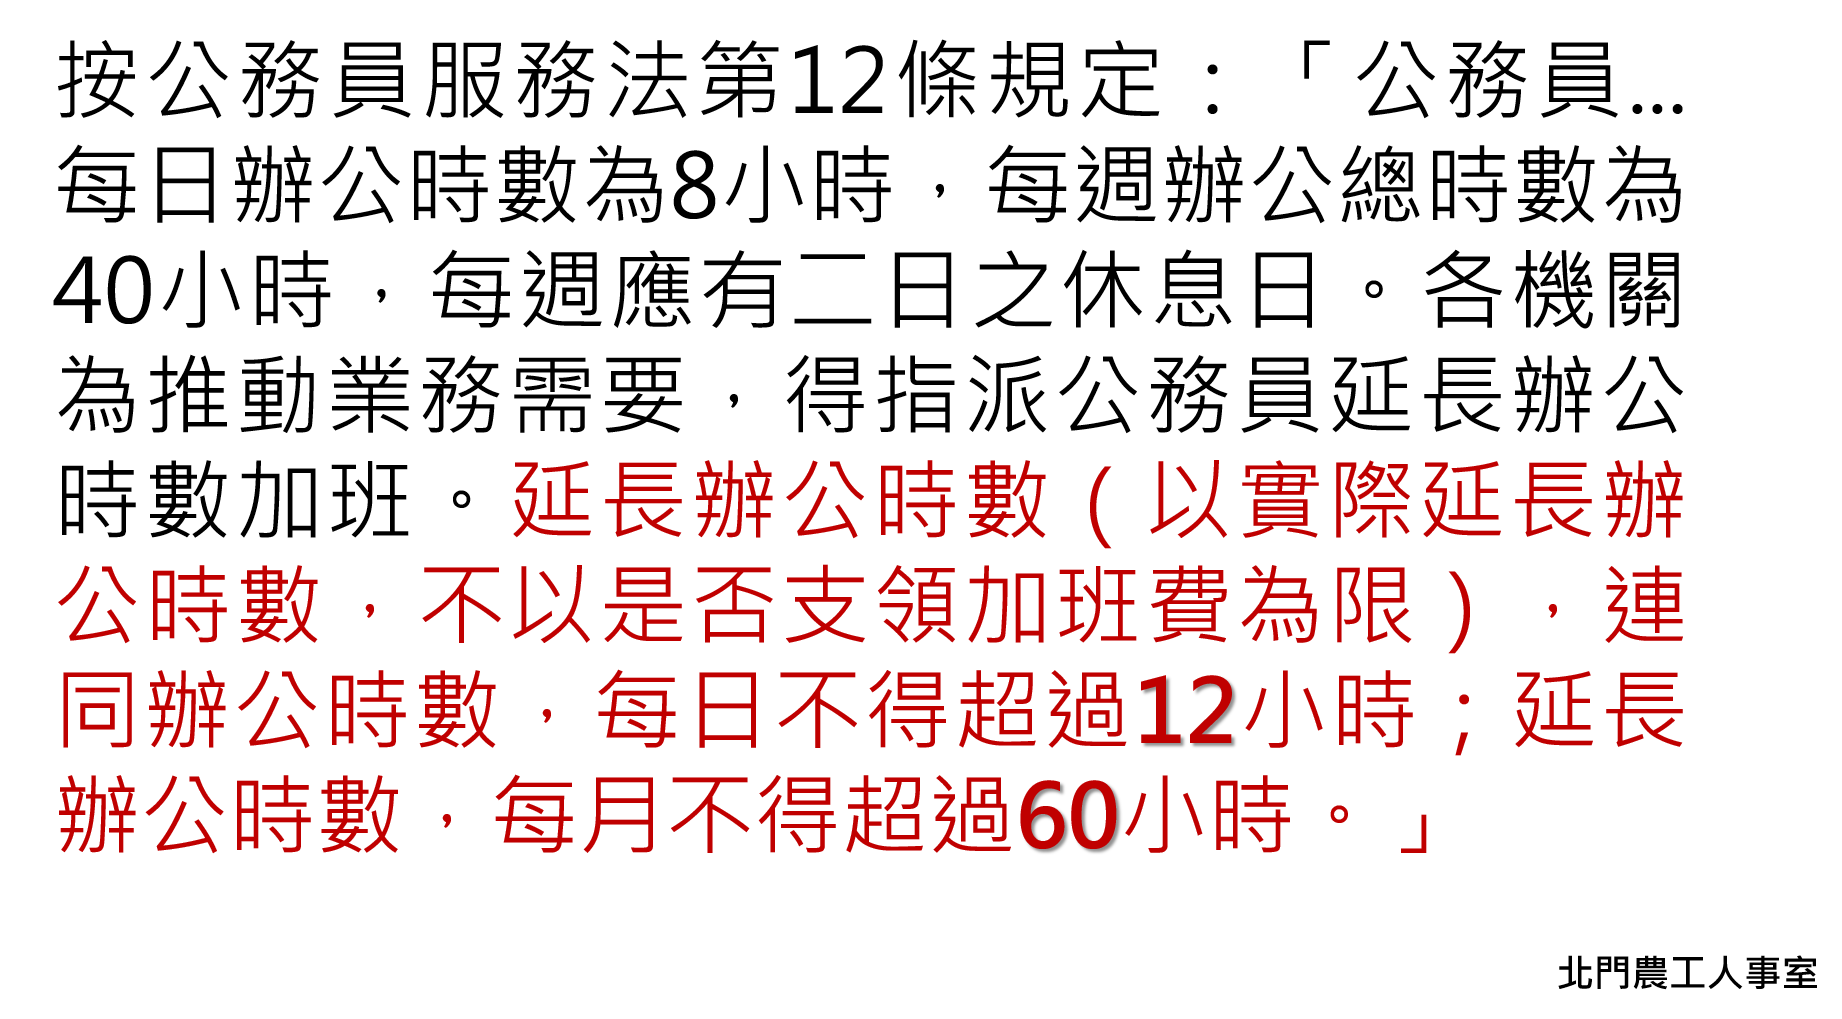 按公務員服務法第12條規定：「公務員...
每日辦公時數為8小時，每週辦公總時數為
40小時，每週應有二日之休息日。各機關
為推動業務需要，得指派公務員延長辦公
時數加班。延長辦公時數（以實際延長辦
公時數，不以是否支領加班費為限），連
同辦公時數，每日不得超過12小時；延長
辦公時數，每月不得超過60小時。」
北門農工人事室